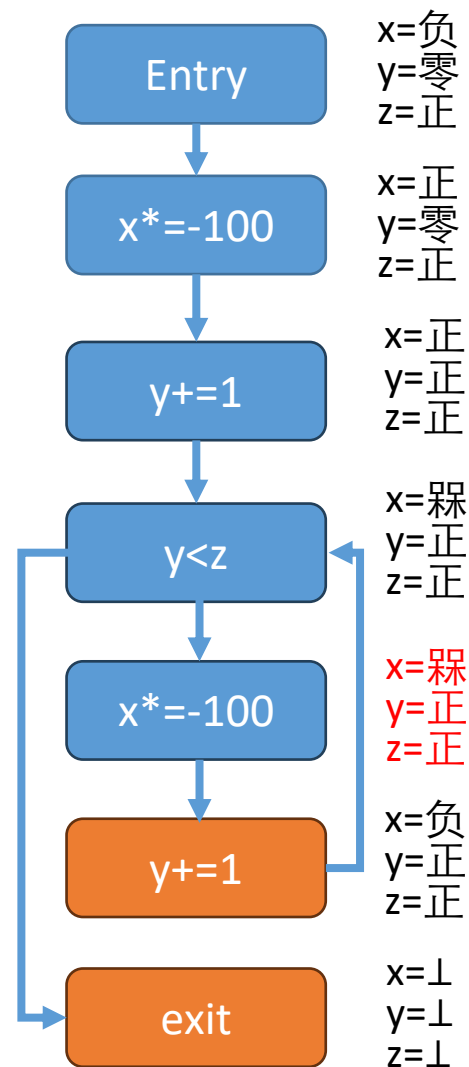 Entry
x=负
y=零
z=正
x*=-100
x=正
y=零
z=正
y+=1
x=正
y=正
z=正
y<z
x=槑
y=正
z=正
x*=-100
x=槑
y=正
z=正
y+=1
x=负
y=正
z=正
exit
x=⊥
y=⊥
z=⊥